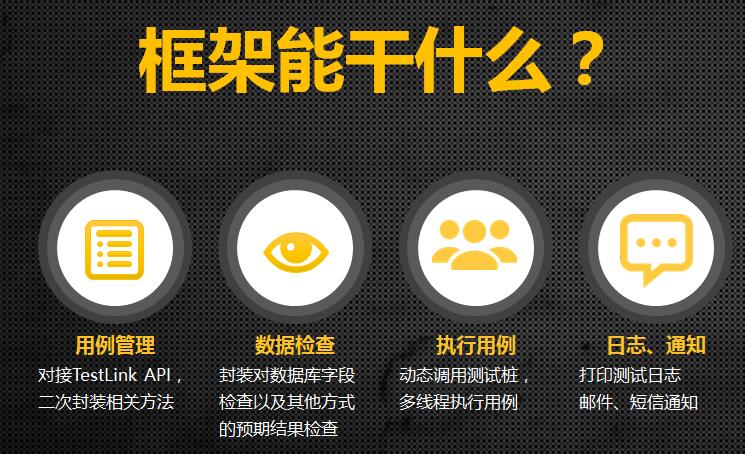 框架能干什么？
用例管理
对接TestLink API，
二次封装相关方法
数据检查
封装对数据库字段
检查以及其他方式
的预期结果检查
执行用例
动态调用测试桩，
多线程执行用例
日志、通知
打印测试日志
邮件、短信通知